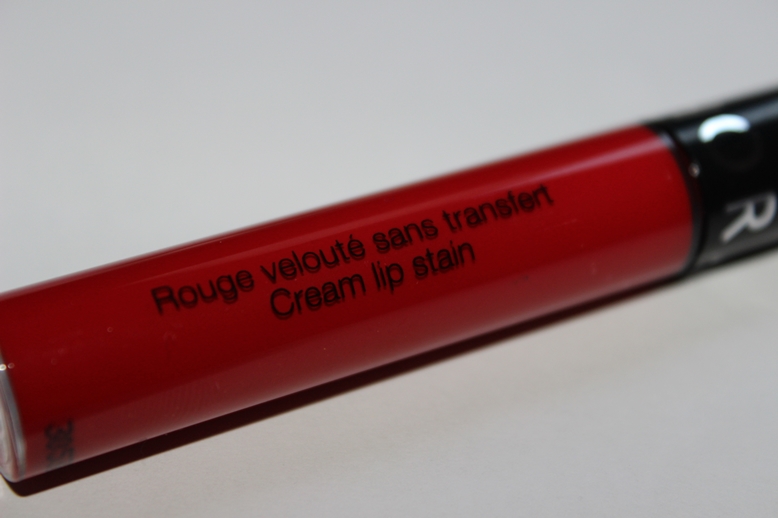 Rouge velouté sans transfert
Cream lip stain
O
R